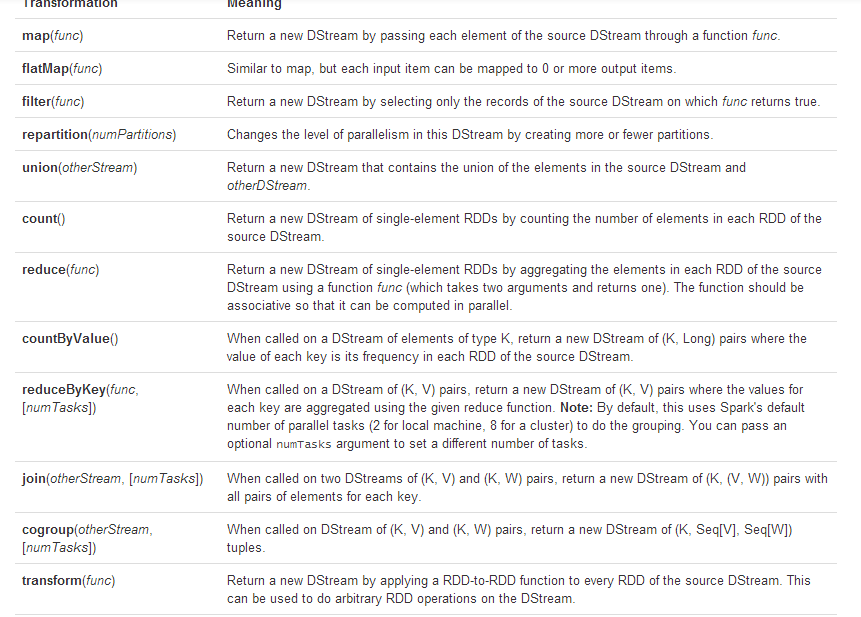 Transformation Meaning
map(func) Return a new DStream by passing each element of the source DStream through a function func.
flatMap(func) Similar to map, but each input item can be mapped to 0 or more output items.
filter(func) Return a new DStream by selecting only the records of the source DStream on which func returns true.
repartition(numPartitions) Changes the level of parallelism in this DStream by creating more or fewer partitions.
union(otherStream) Return a new DStream that contains the union of the elements in the source DStream and
otherDStream.
count() Return a new DStream of single-element RDDs by counting the number of elements in each RDD of the
source DStream.
reduce(func) Return a new DStream of single-element RDDs by aggregating the elements in each RDD of the source
DStream using a function func (which takes two arguments and returns one). The function should be
associative so that it can be computed in parallel.
countByValue() When called on a DStream of elements of type K, return a new DStream of (K, Long) pairs where the
value of each key is its frequency in each RDD of the source DStream.
reduceByKey(func, When called on a DStream of (K, V) pairs, return a new DStream of (K, V) pairs where the values for
[numTasks]) each key are aggregated using the given reduce function. Note: By default, this uses Spark's default
number of parallel tasks (2 for local machine, 8 for a cluster) to do the grouping. You can pass an
optional numTasks argument to set a different number of tasks.
join(otherStream, [numTasks]) When called on two DStreams of (K, V) and (K, W) pairs, return a new DStream of (K, (V, W)) pairs with
all pairs of elements for each key.
cogroup(otherStream, When called on DStream of (K, V) and (K, W) pairs, return a new DStream of (K, Seq[V], Seq[W])
[numTasks]) tuples.
transform(func) Return a new DStream by applying a RDD-to-RDD function to every RDD of the source DStream. This
can be used to do arbitrary RDD operations on the DStream.